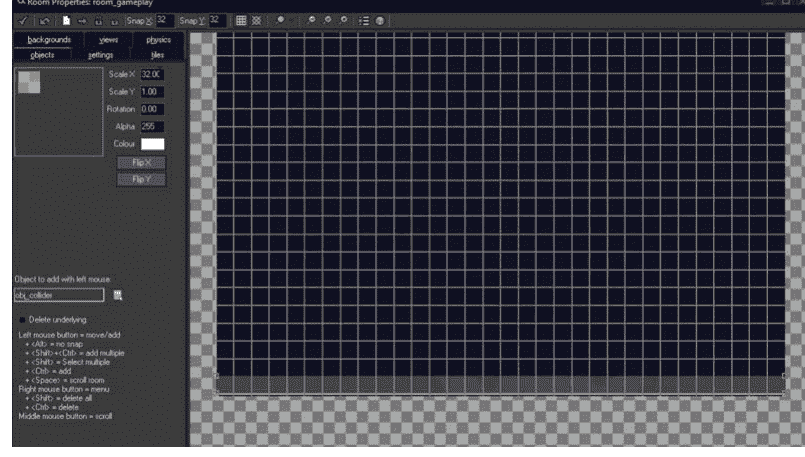 Room Properties: room_gameplay
Snap X: 32 Snap Y: 32
backgrounds views physics
objects settings tiles
Scale X 32.00
Scale Y 1.00
Rotation 0.00
Alpha 255
Colour
Flip X
Flip Y
Object to add with left mouse:
obj_collider
Delete underlying
Left mouse button = move/add
+ <Alt> = no snap
+ <Shift>+<Ctrl> = add multiple
+ <Shift> = Select multiple
+ <Ctrl> = add
+ <Space> = scroll room
Right mouse button = menu
+ <Shift> = delete all
+ <Ctrl> = delete
Middle mouse button = scroll